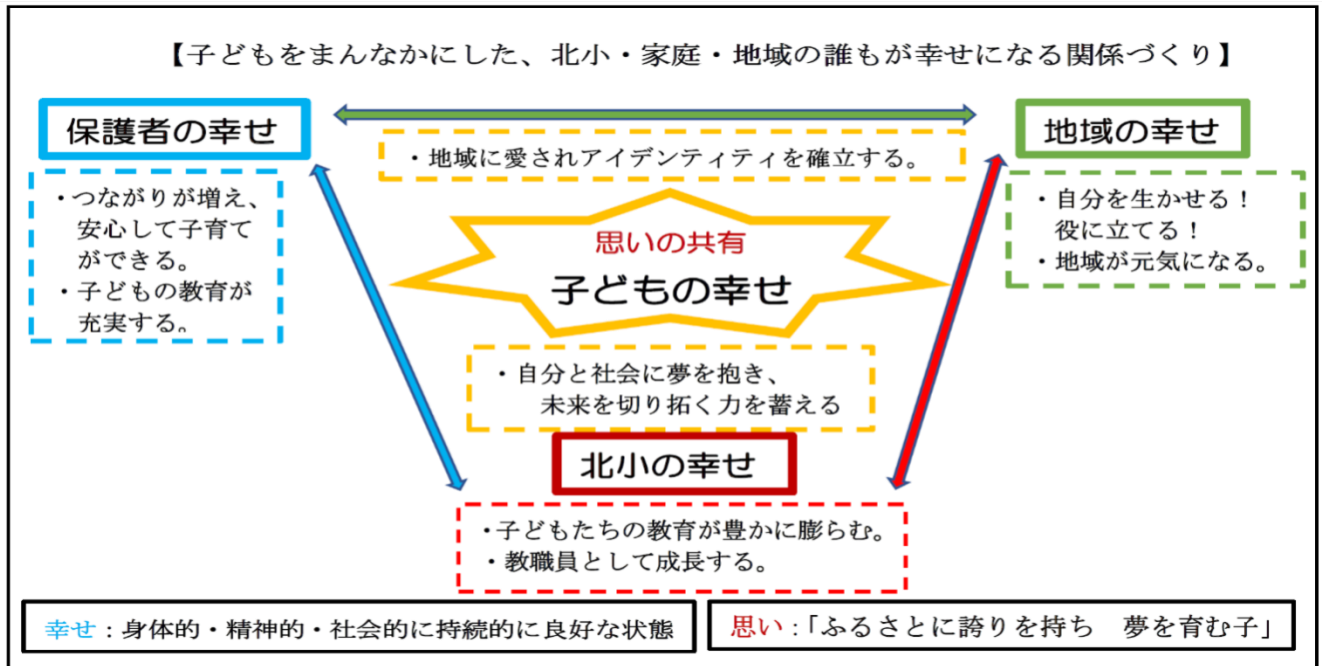 【子どもをまんなかにした、北小・家庭・地域の誰もが幸せになる関係づくり】
保護者の幸せ
地域の幸せ
・地域に愛されアイデンティティを確立する。
・つながりが増え、
安心して子育て
ができる。
・子どもの教育が
充実する。
・自分を生かせる！
役に立てる！
・地域が元気になる。
思いの共有
子どもの幸せ
・自分と社会に夢を抱き、
未来を切り拓く力を蓄える
北小の幸せ
・子どもたちの教育が豊かに膨らむ。
・教職員として成長する。
幸せ：身体的・精神的・社会的に持続的に良好な状態
思い：「ふるさとに誇りを持ち　夢を育む子」